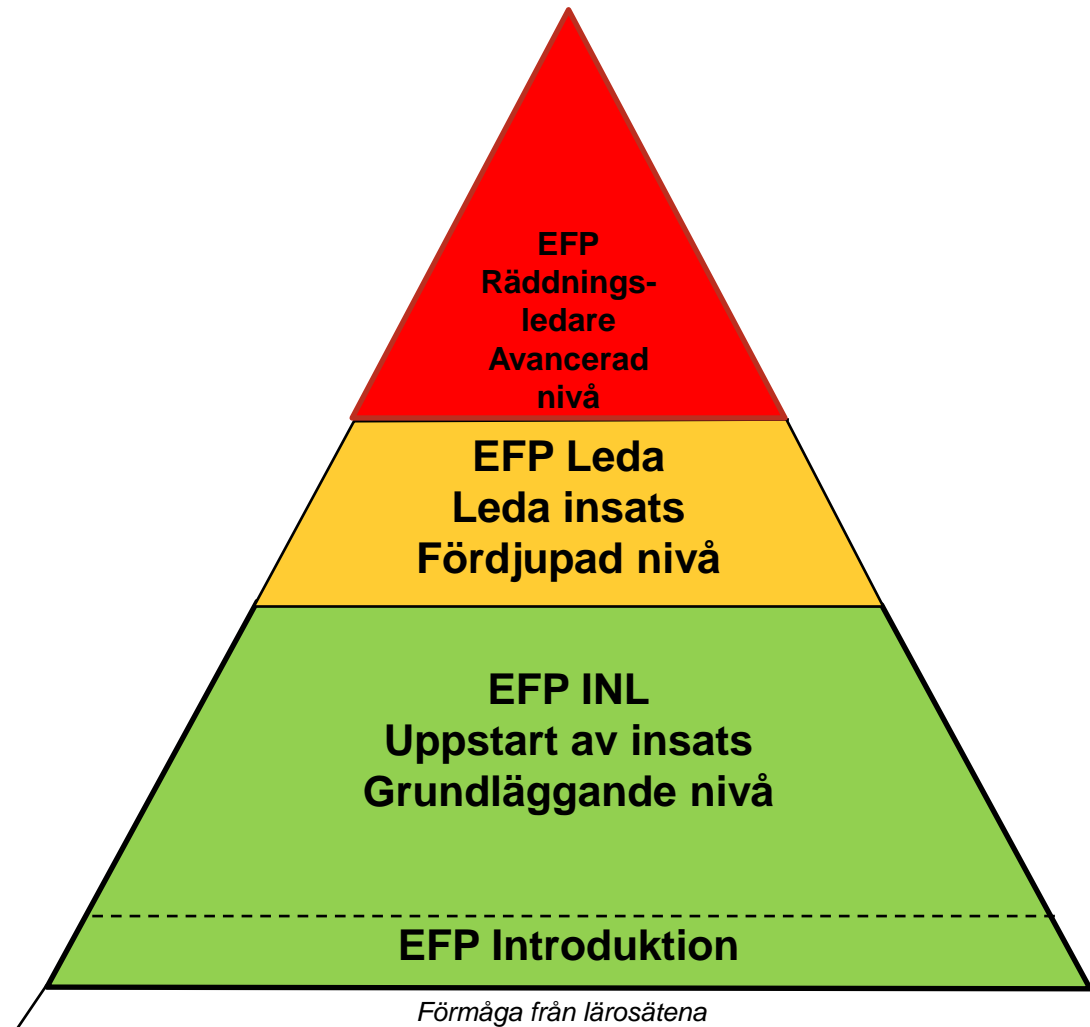 EFP
Räddnings-
ledare
Avancerad
nivå
EFP Leda
Leda insats
Fördjupad nivå
EFP INL
Uppstart av insats
Grundläggande nivå
EFP Introduktion
Förmåga från lärosätena